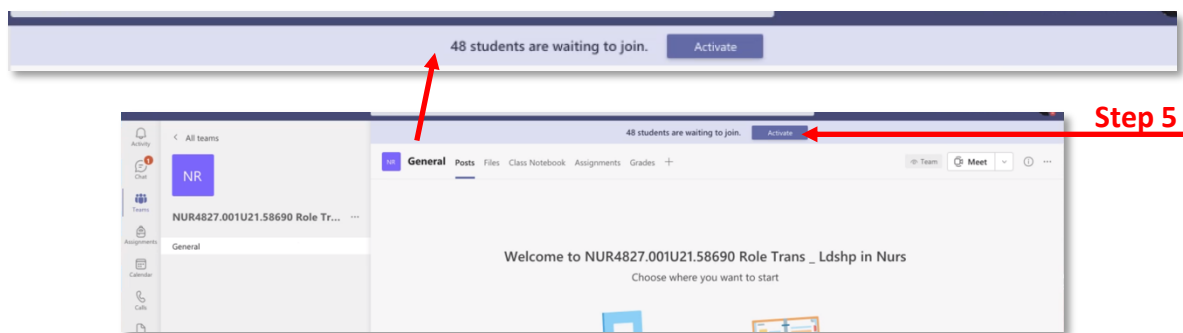 48 students are waiting to join. Activate
Step 5
48 students are waiting to join. Activate
Activity
Chat
1
Teams
Assignments
Calendar
Calls
< All teams
NR
NUR4827.001U21.58690 Role Tr... ...
General
NR General Posts Files Class Notebook Assignments Grades +
Team Meet ...
Welcome to NUR4827.001U21.58690 Role Trans _ Ldshp in Nurs
Choose where you want to start